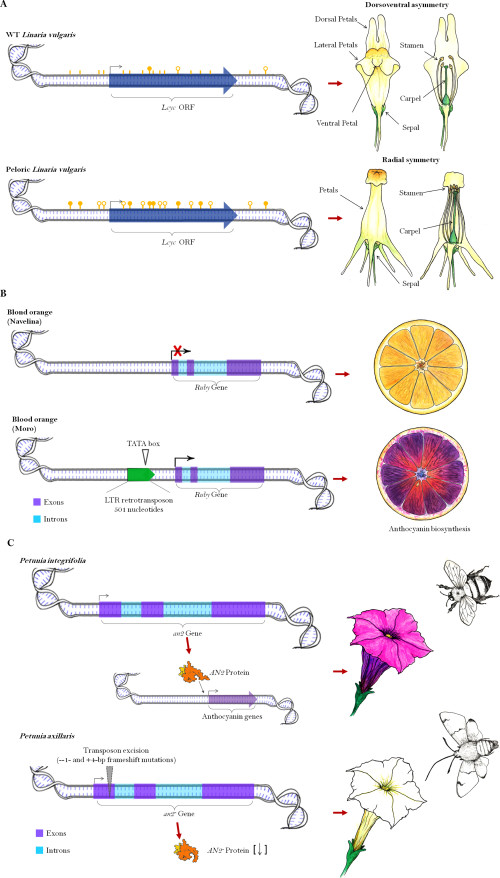 A
Dorsoventral asymmetry
WT Linaria vulgaris
Dorsal Petals
Lateral Petals
Stamen
Carpel
Lcyc ORF
Ventral Petal
Sepal
Radial symmetry
Peloric Linaria vulgaris
Petals
Stamen
Carpel
Lcyc ORF
Sepal
B
Blond orange
(Navelina)
X
Ruby Gene
Blood orange
(Moro)
TATA box
LTR retrotransposon
501 nucleotides
Ruby Gene
Exons
Introns
Anthocyanin biosynthesis
C
Petunia integrifolia
an2 Gene
AN2 Protein
Anthocyanin genes
Petunia axillaris
Transposon excision
(−1- and +4-bp frameshift mutations)
an2- Gene
Exons
Introns
AN2- Protein [↓]